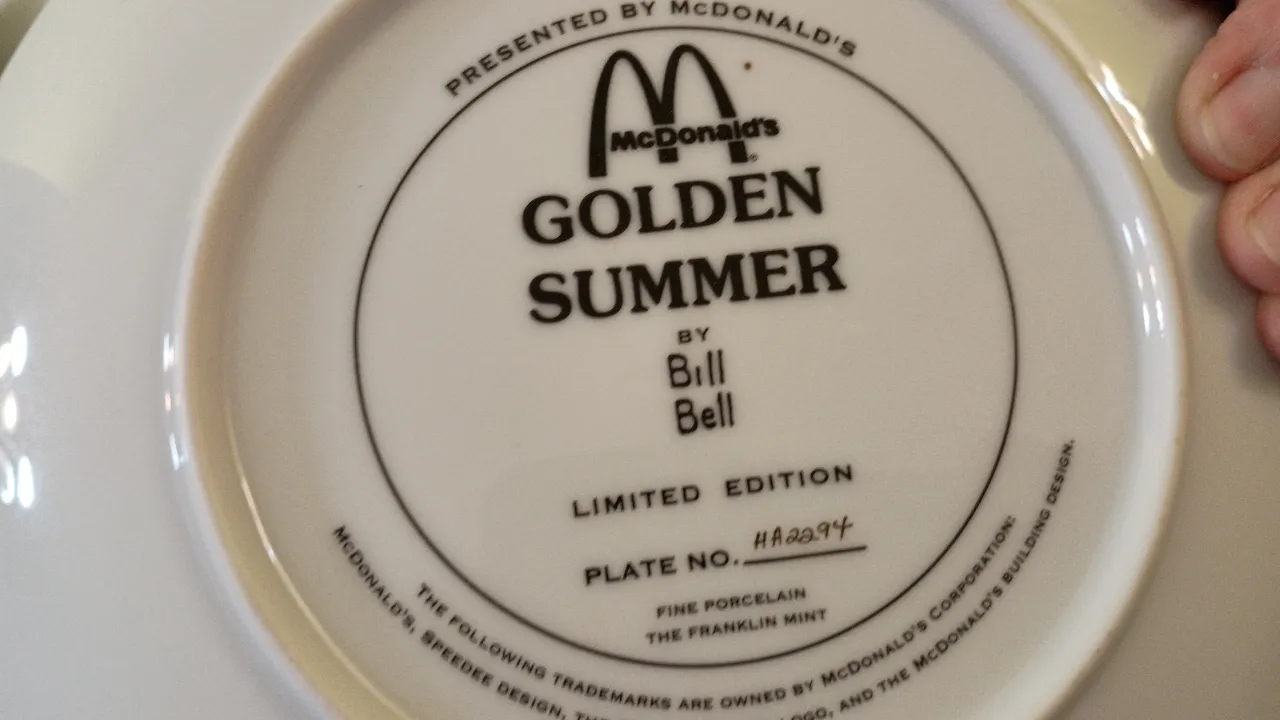 PRESENTED BY McDONALD'S
McDonald's®
GOLDEN
SUMMER
BY
Bill
Bell
LIMITED EDITION
PLATE NO. HA2294
FINE PORCELAIN
THE FRANKLIN MINT
THE FOLLOWING TRADEMARKS ARE OWNED BY McDONALD'S CORPORATION:
McDONALD'S, SPEEDEE DESIGN, LOGO, AND THE McDONALD'S BUILDING DESIGN.